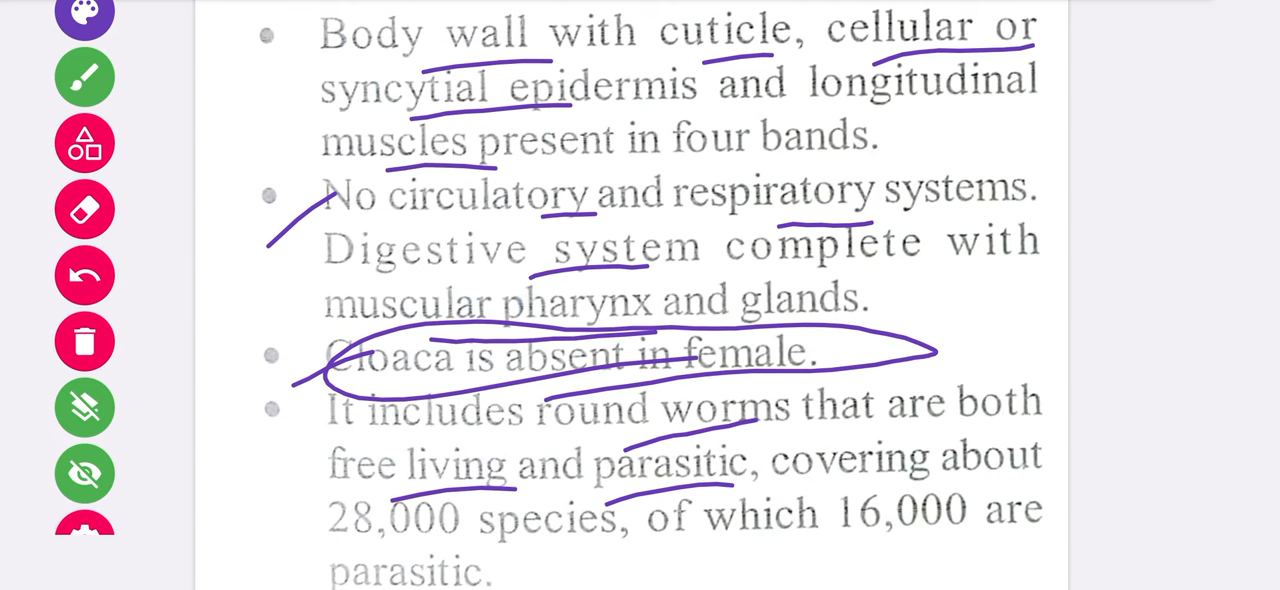 Body wall with cuticle, cellular or
syncytial epidermis and longitudinal
muscles present in four bands.
No circulatory and respiratory systems.
Digestive system complete with
muscular pharynx and glands.
Cloaca is absent in female.
It includes round worms that are both
free living and parasitic, covering about
28,000 species, of which 16,000 are
parasitic.